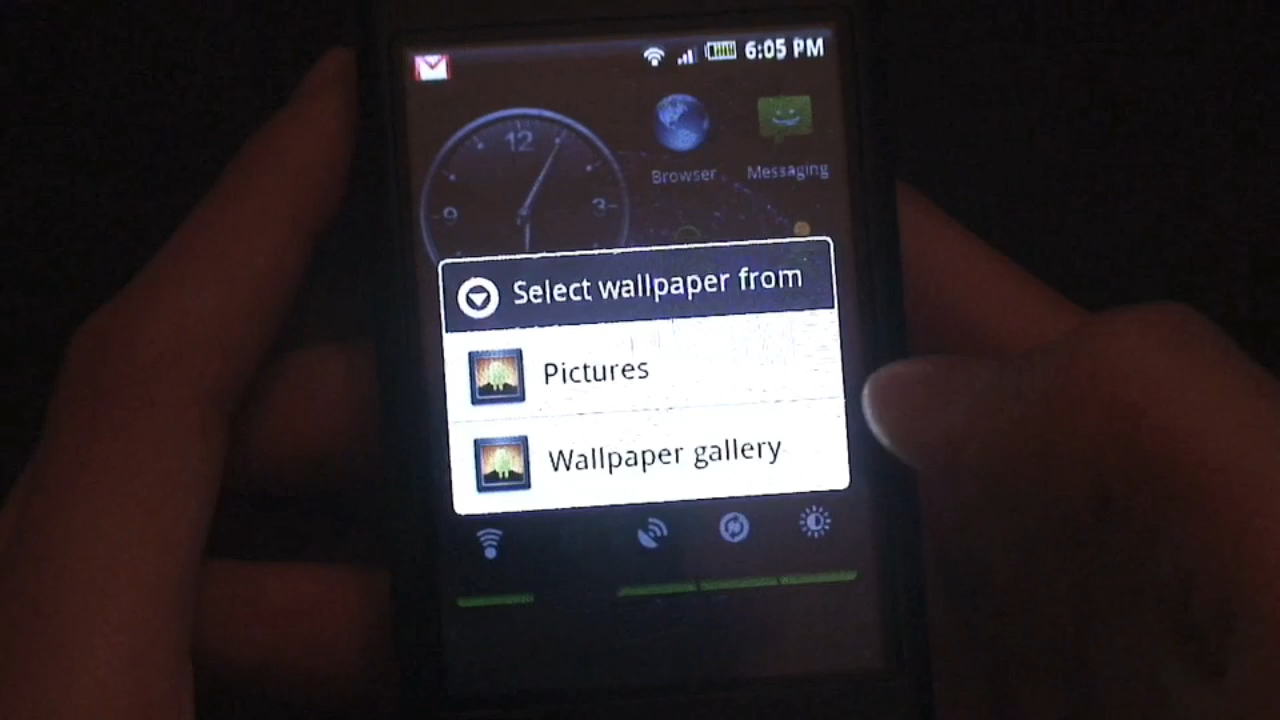 6:05 PM
12
9
3
Browser
Messaging
Select wallpaper from
Pictures
Wallpaper gallery